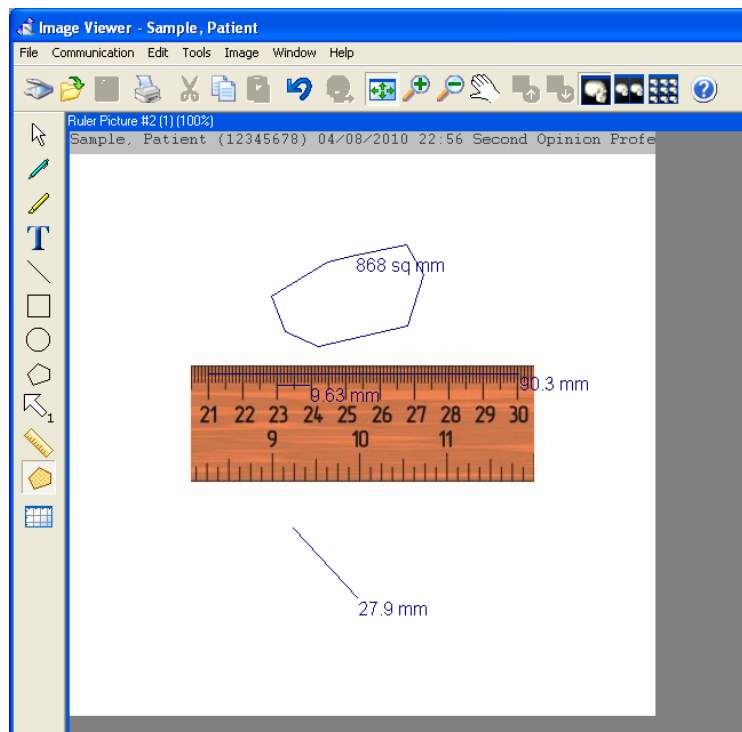 Image Viewer - Sample, Patient
File Communication Edit Tools Image Window Help
Ruler Picture #2 (1) (100%)
Sample, Patient (12345678) 04/08/2010 22:56 Second Opinion Profe
T
1
868 sq mm
90.3 mm
9.63 mm
21 22 23 24 25 26 27 28 29 30
9 10 11
27.9 mm